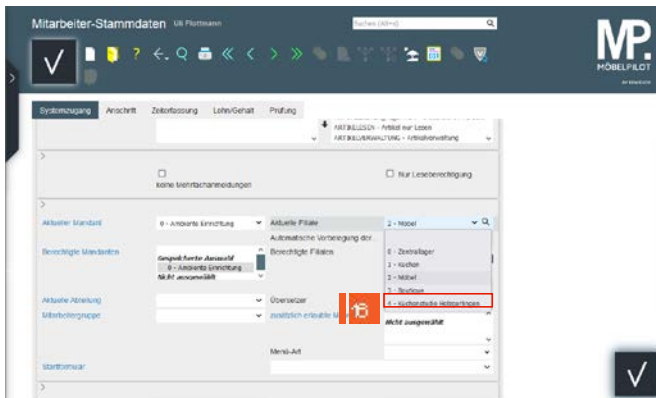 Mitarbeiter-Stammdaten Uli Plottmann
Suchen (Alt+s)
MP.
MÖBELPILOT
Systemzugang Anschrift Zeiterfassung Lohn/Gehalt Prüfung
ARTIKELLESEN - Artikel nur Lesen
ARTIKELVERWALTUNG - Artikelverwaltung
keine Mehrfachanmeldungen
Nur Leseberechtigung
Aktueller Mandant
0 - Ambiente Einrichtung
Aktuelle Filiale
2 - Möbel
Automatische Vorbelegung der
Berechtigte Mandanten
Gespeicherte Auswahl
0 - Ambiente Einrichtung
Nicht ausgewählt
Berechtigte Filialen
0 - Zentrallager
1 - Küchen
2 - Möbel
3 - Boutique
4 - Küchenstudio Holzgerlingen
Aktuelle Abteilung
Übersetzer
16
Mitarbeitergruppe
zusätzlich erlaubte
Nicht ausgewählt
Menü-Art
Startformular